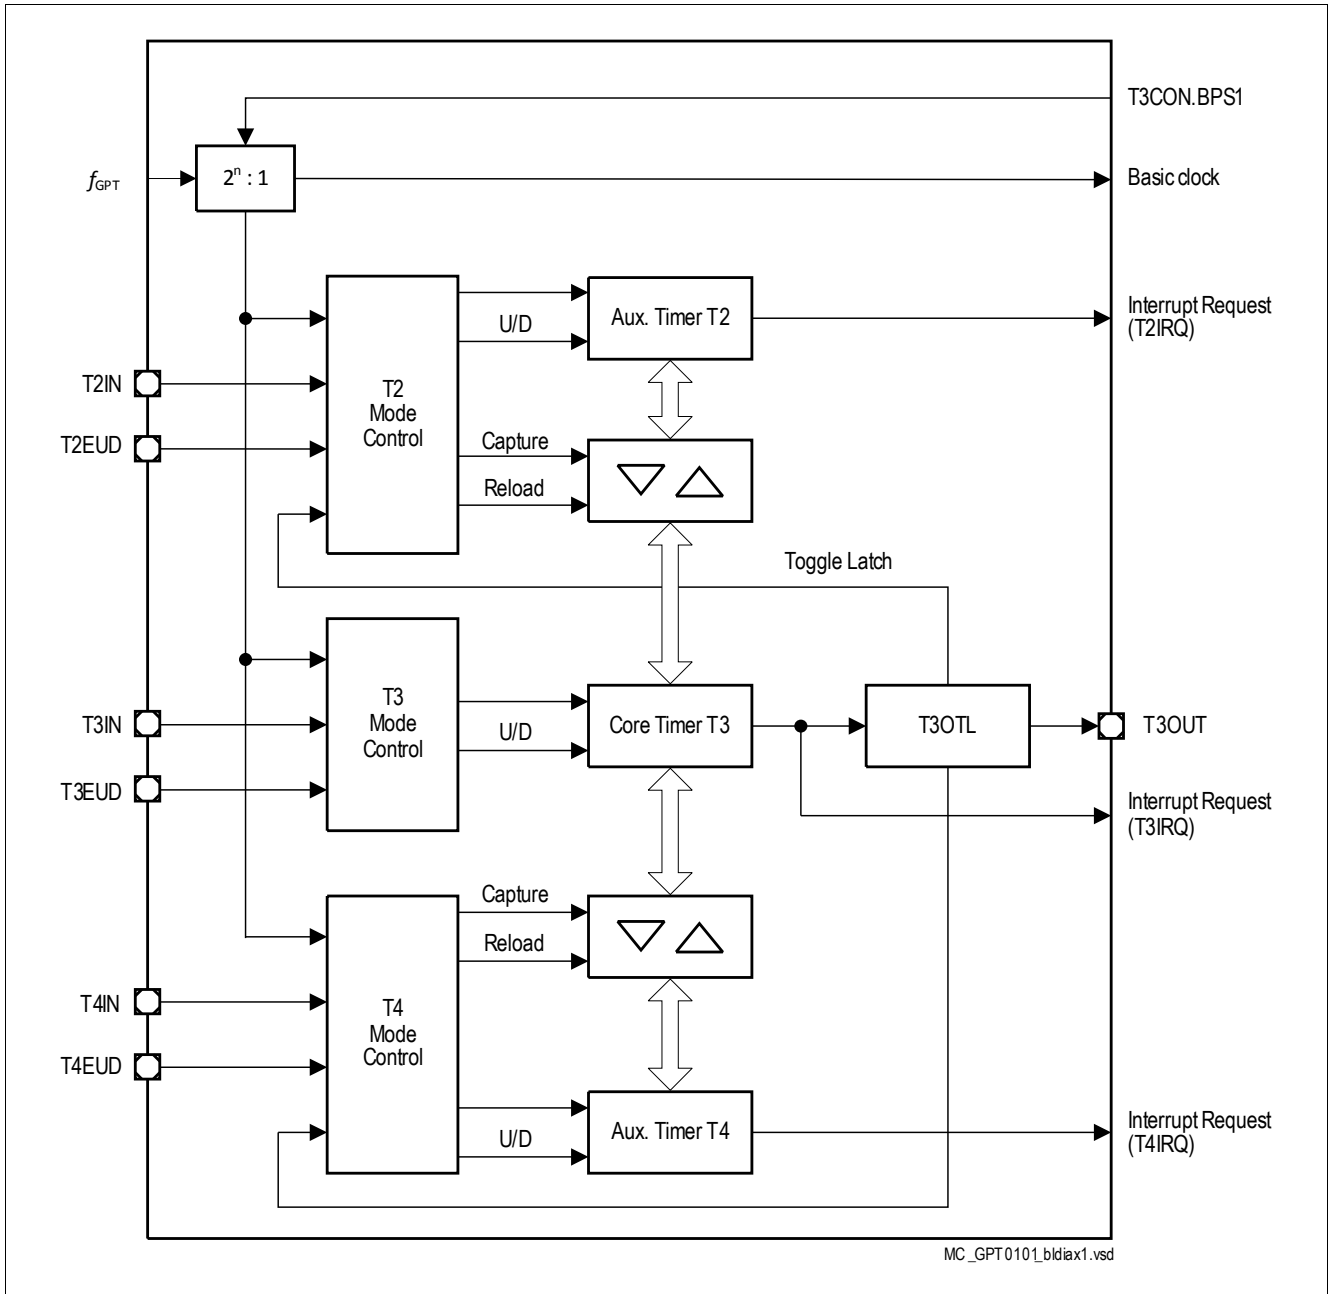 T3CON.BPS1
fGPT
2n : 1
Basic clock
T2IN
T2EUD
T2
Mode
Control
U/D
Aux. Timer T2
Interrupt Request
(T2IRQ)
Capture
Reload
Toggle Latch
T3IN
T3EUD
T3
Mode
Control
U/D
Core Timer T3
T3OTL
T3OUT
Interrupt Request
(T3IRQ)
T4IN
T4EUD
T4
Mode
Control
Capture
Reload
U/D
Aux. Timer T4
Interrupt Request
(T4IRQ)
MC_GPT0101_bldiax1.vsd